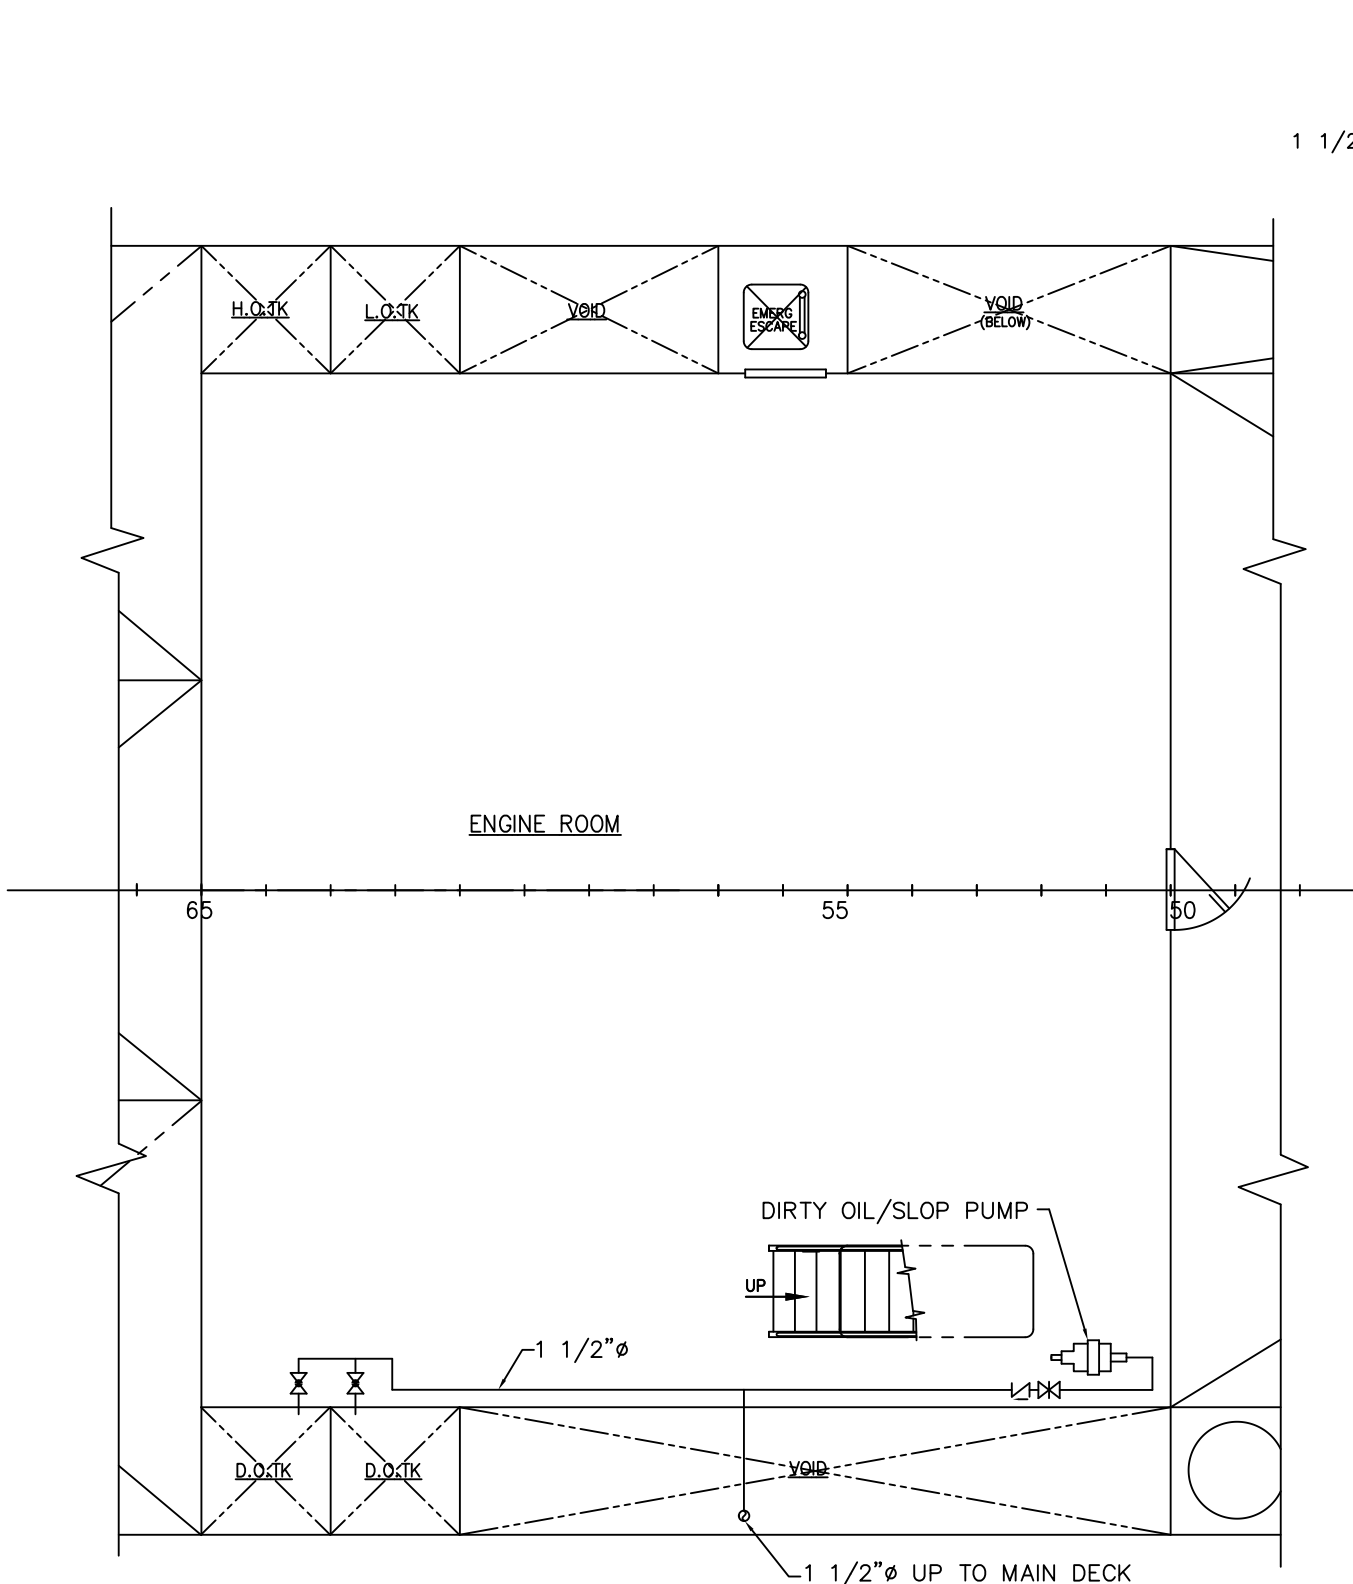 1 1/2
H.O.TK
L.O.TK
VOID
EMERG
ESCAPE
VOID
(BELOW)
ENGINE ROOM
65
55
50
DIRTY OIL/SLOP PUMP
UP
1 1/2"ø
D.O.TK
D.O.TK
VOID
1 1/2"ø UP TO MAIN DECK